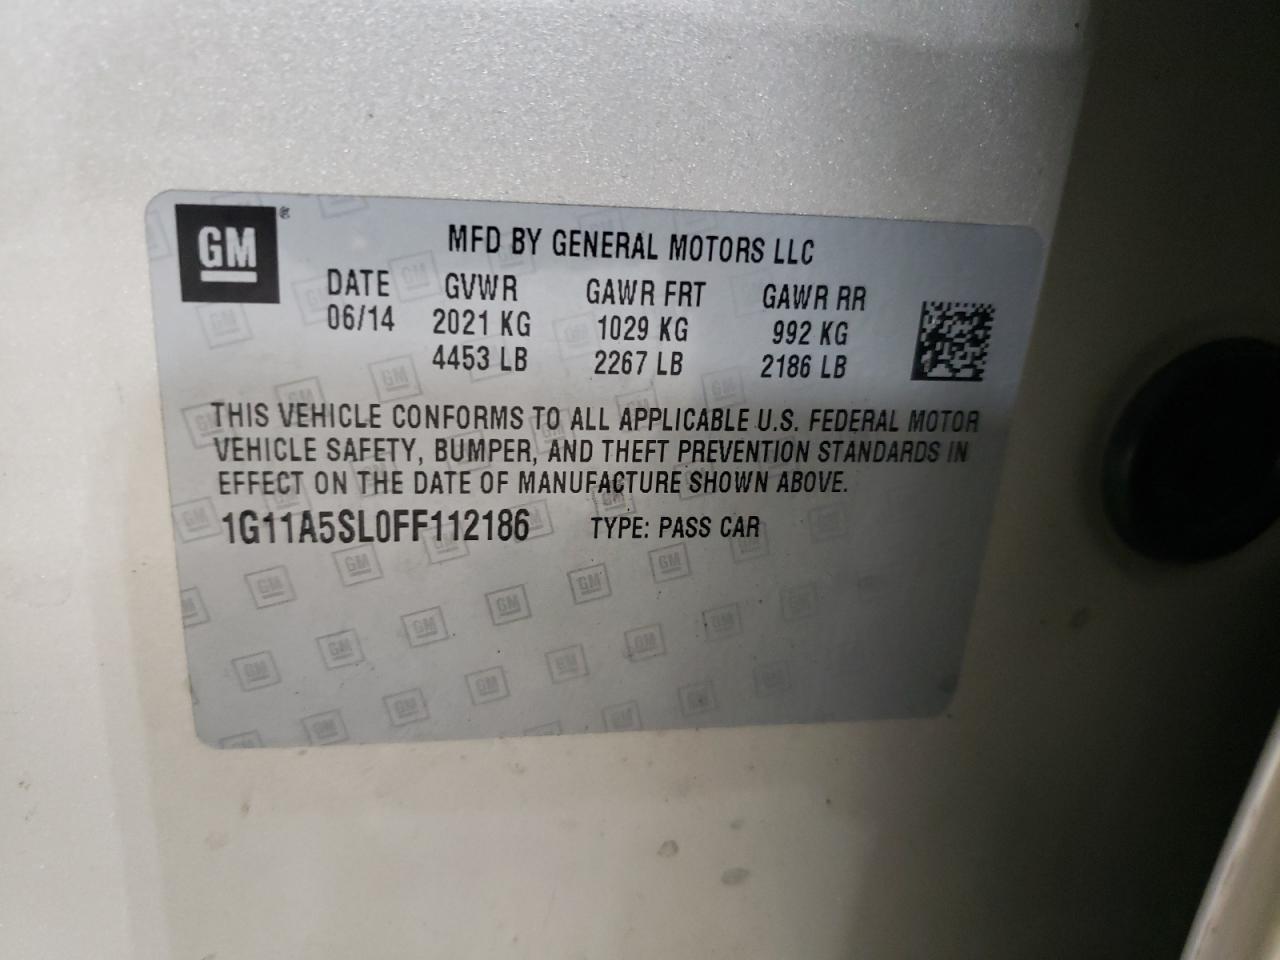 GM®
MFD BY GENERAL MOTORS LLC
DATE GVWR GAWR FRT GAWR RR
06/14 2021 KG 1029 KG 992 KG
4453 LB 2267 LB 2186 LB
THIS VEHICLE CONFORMS TO ALL APPLICABLE U.S. FEDERAL MOTOR
VEHICLE SAFETY, BUMPER, AND THEFT PREVENTION STANDARDS IN
EFFECT ON THE DATE OF MANUFACTURE SHOWN ABOVE.
1G11A5SL0FF112186 TYPE: PASS CAR